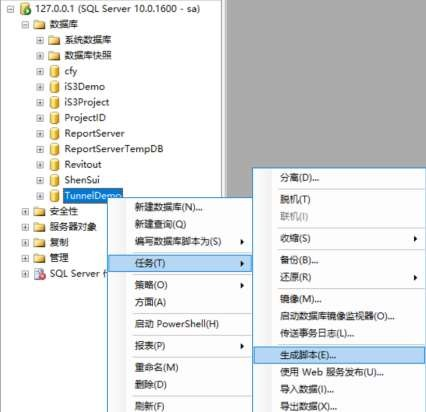 127.0.0.1 (SQL Server 10.0.1600 - sa)
数据库
系统数据库
数据库快照
cfy
iS3Demo
iS3Project
ProjectID
ReportServer
ReportServerTempDB
Revitout
ShenSui
TunnelDemo
安全性
服务器对象
复制
管理
SQL Server f
新建数据库(N)...
新建查询(Q)
编写数据库脚本为(S)
任务(T)
策略(O)
方面(A)
启动 PowerShell(H)
报表(P)
重命名(M)
删除(D)
刷新(F)
分离(D)...
脱机(T)
联机(I)
收缩(S)
备份(B)...
还原(R)
镜像(M)...
启动数据库镜像监视器(O)...
传送事务日志(L)...
生成脚本(E)...
使用 Web 服务发布(U)...
导入数据(I)...
导出数据(X)...